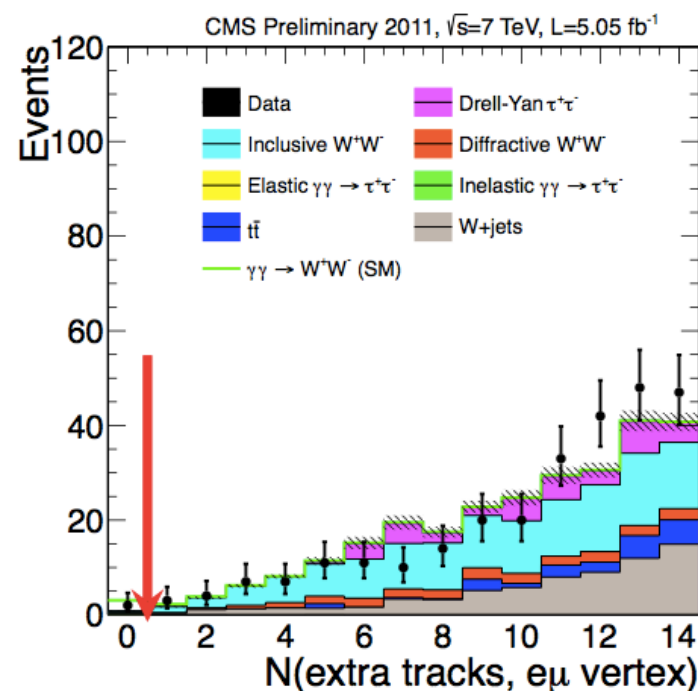 CMS Preliminary 2011, √s=7 TeV, L=5.05 fb⁻¹
Events
120
100
80
60
40
20
0
Data
Drell-Yan τ⁺τ⁻
Inclusive W⁺W⁻
Diffractive W⁺W⁻
Elastic γγ → τ⁺τ⁻
Inelastic γγ → τ⁺τ⁻
tt̄
W+jets
γγ → W⁺W⁻ (SM)
0 2 4 6 8 10 12 14
N(extra tracks, eμ vertex)